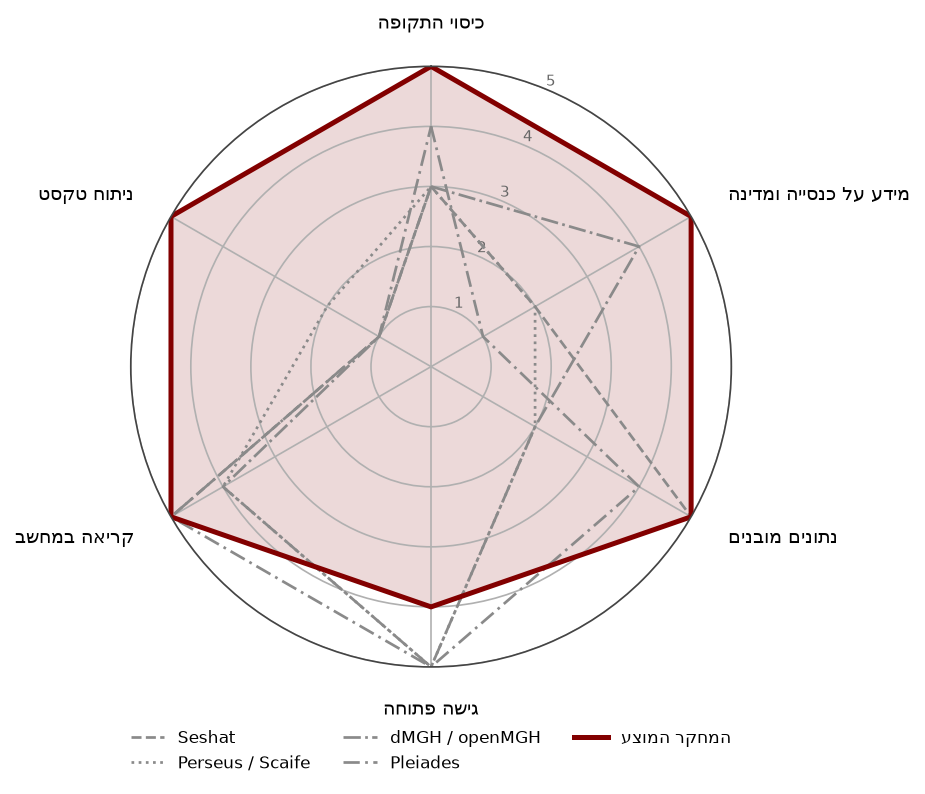 כיסוי התקופה
5
4
ניתוח טקסט
מידע על כנסייה ומדינה
3
2
1
קריאה במחשב
נתונים מובנים
גישה פתוחה
Seshat
dMGH / openMGH
המחקר המוצע
Perseus / Scaife
Pleiades